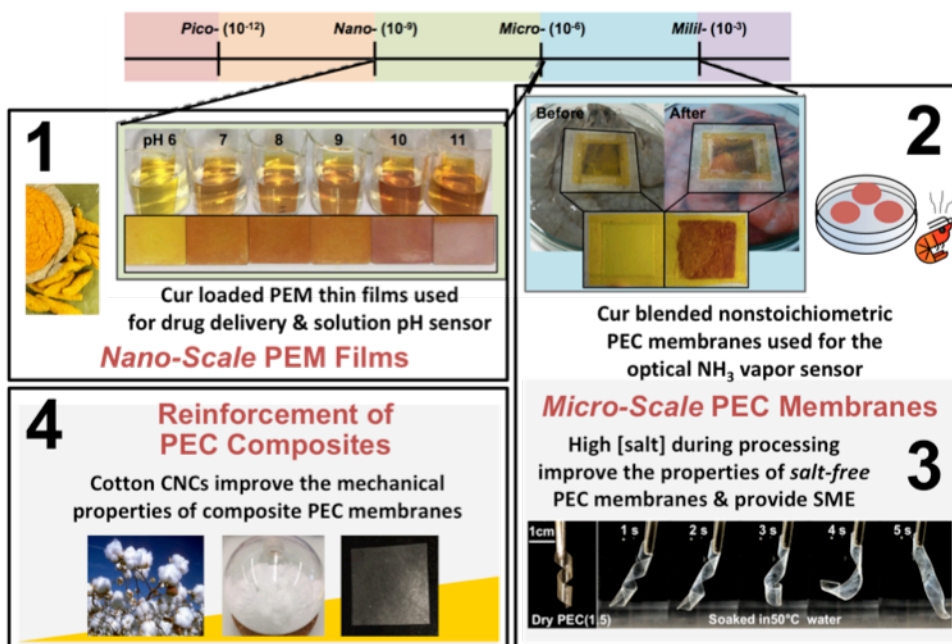 Pico- (10⁻¹²) Nano- (10⁻⁹) Micro- (10⁻⁶) Milil- (10⁻³)
1
pH 6 7 8 9 10 11
Cur loaded PEM thin films used
for drug delivery & solution pH sensor
Nano-Scale PEM Films
2
Before After
Cur blended nonstoichiometric
PEC membranes used for the
optical NH₃ vapor sensor
Micro-Scale PEC Membranes
3
High [salt] during processing
improve the properties of salt-free
PEC membranes & provide SME
1cm 1 s 2 s 3 s 4 s 5 s
Dry PEC(1.5) Soaked in50°C water
4
Reinforcement of
PEC Composites
Cotton CNCs improve the mechanical
properties of composite PEC membranes